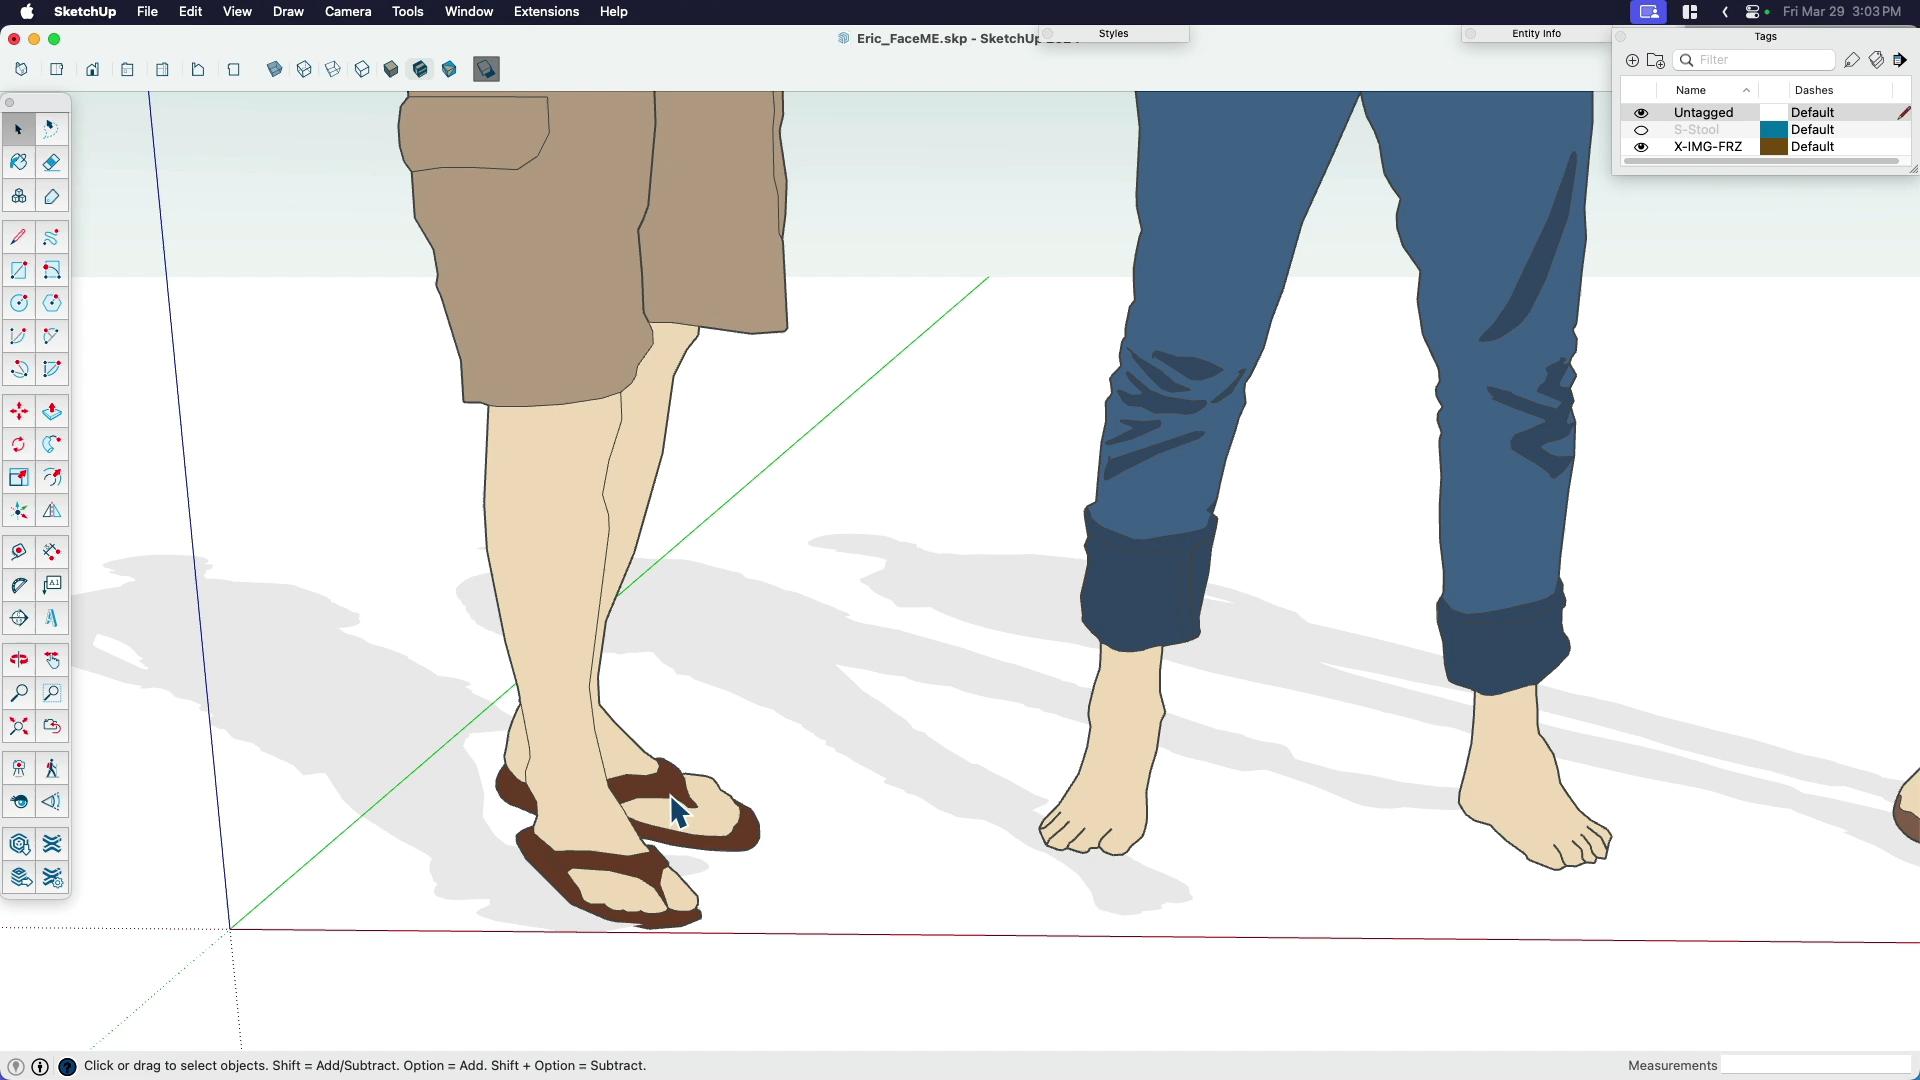 SketchUp File Edit View Draw Camera Tools Window Extensions Help Fri Mar 29 3:03 PM
Eric_FaceME.skp - SketchUp
Styles
Entity Info
Tags
Filter
Name Dashes
Untagged Default
S-Stool Default
X-IMG-FRZ Default
A1
Click or drag to select objects. Shift = Add/Subtract. Option = Add. Shift + Option = Subtract.
Measurements